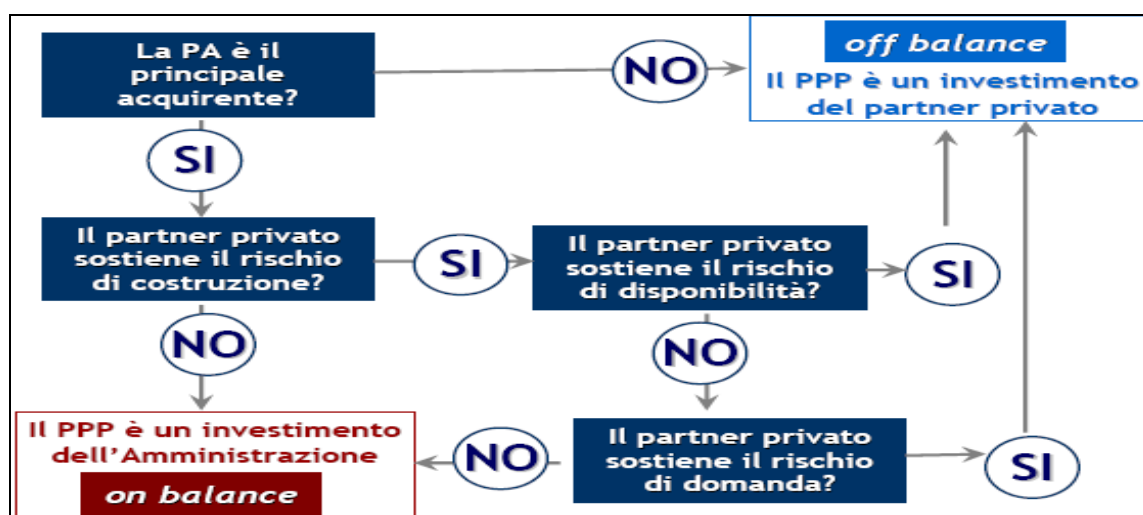 La PA è il
principale
acquirente?
NO
off balance
Il PPP è un investimento
del partner privato
SI
Il partner privato
sostiene il rischio
di costruzione?
SI
Il partner privato
sostiene il rischio
di disponibilità?
SI
NO
NO
Il PPP è un investimento
dell'Amministrazione
on balance
NO
Il partner privato
sostiene il rischio
di domanda?
SI